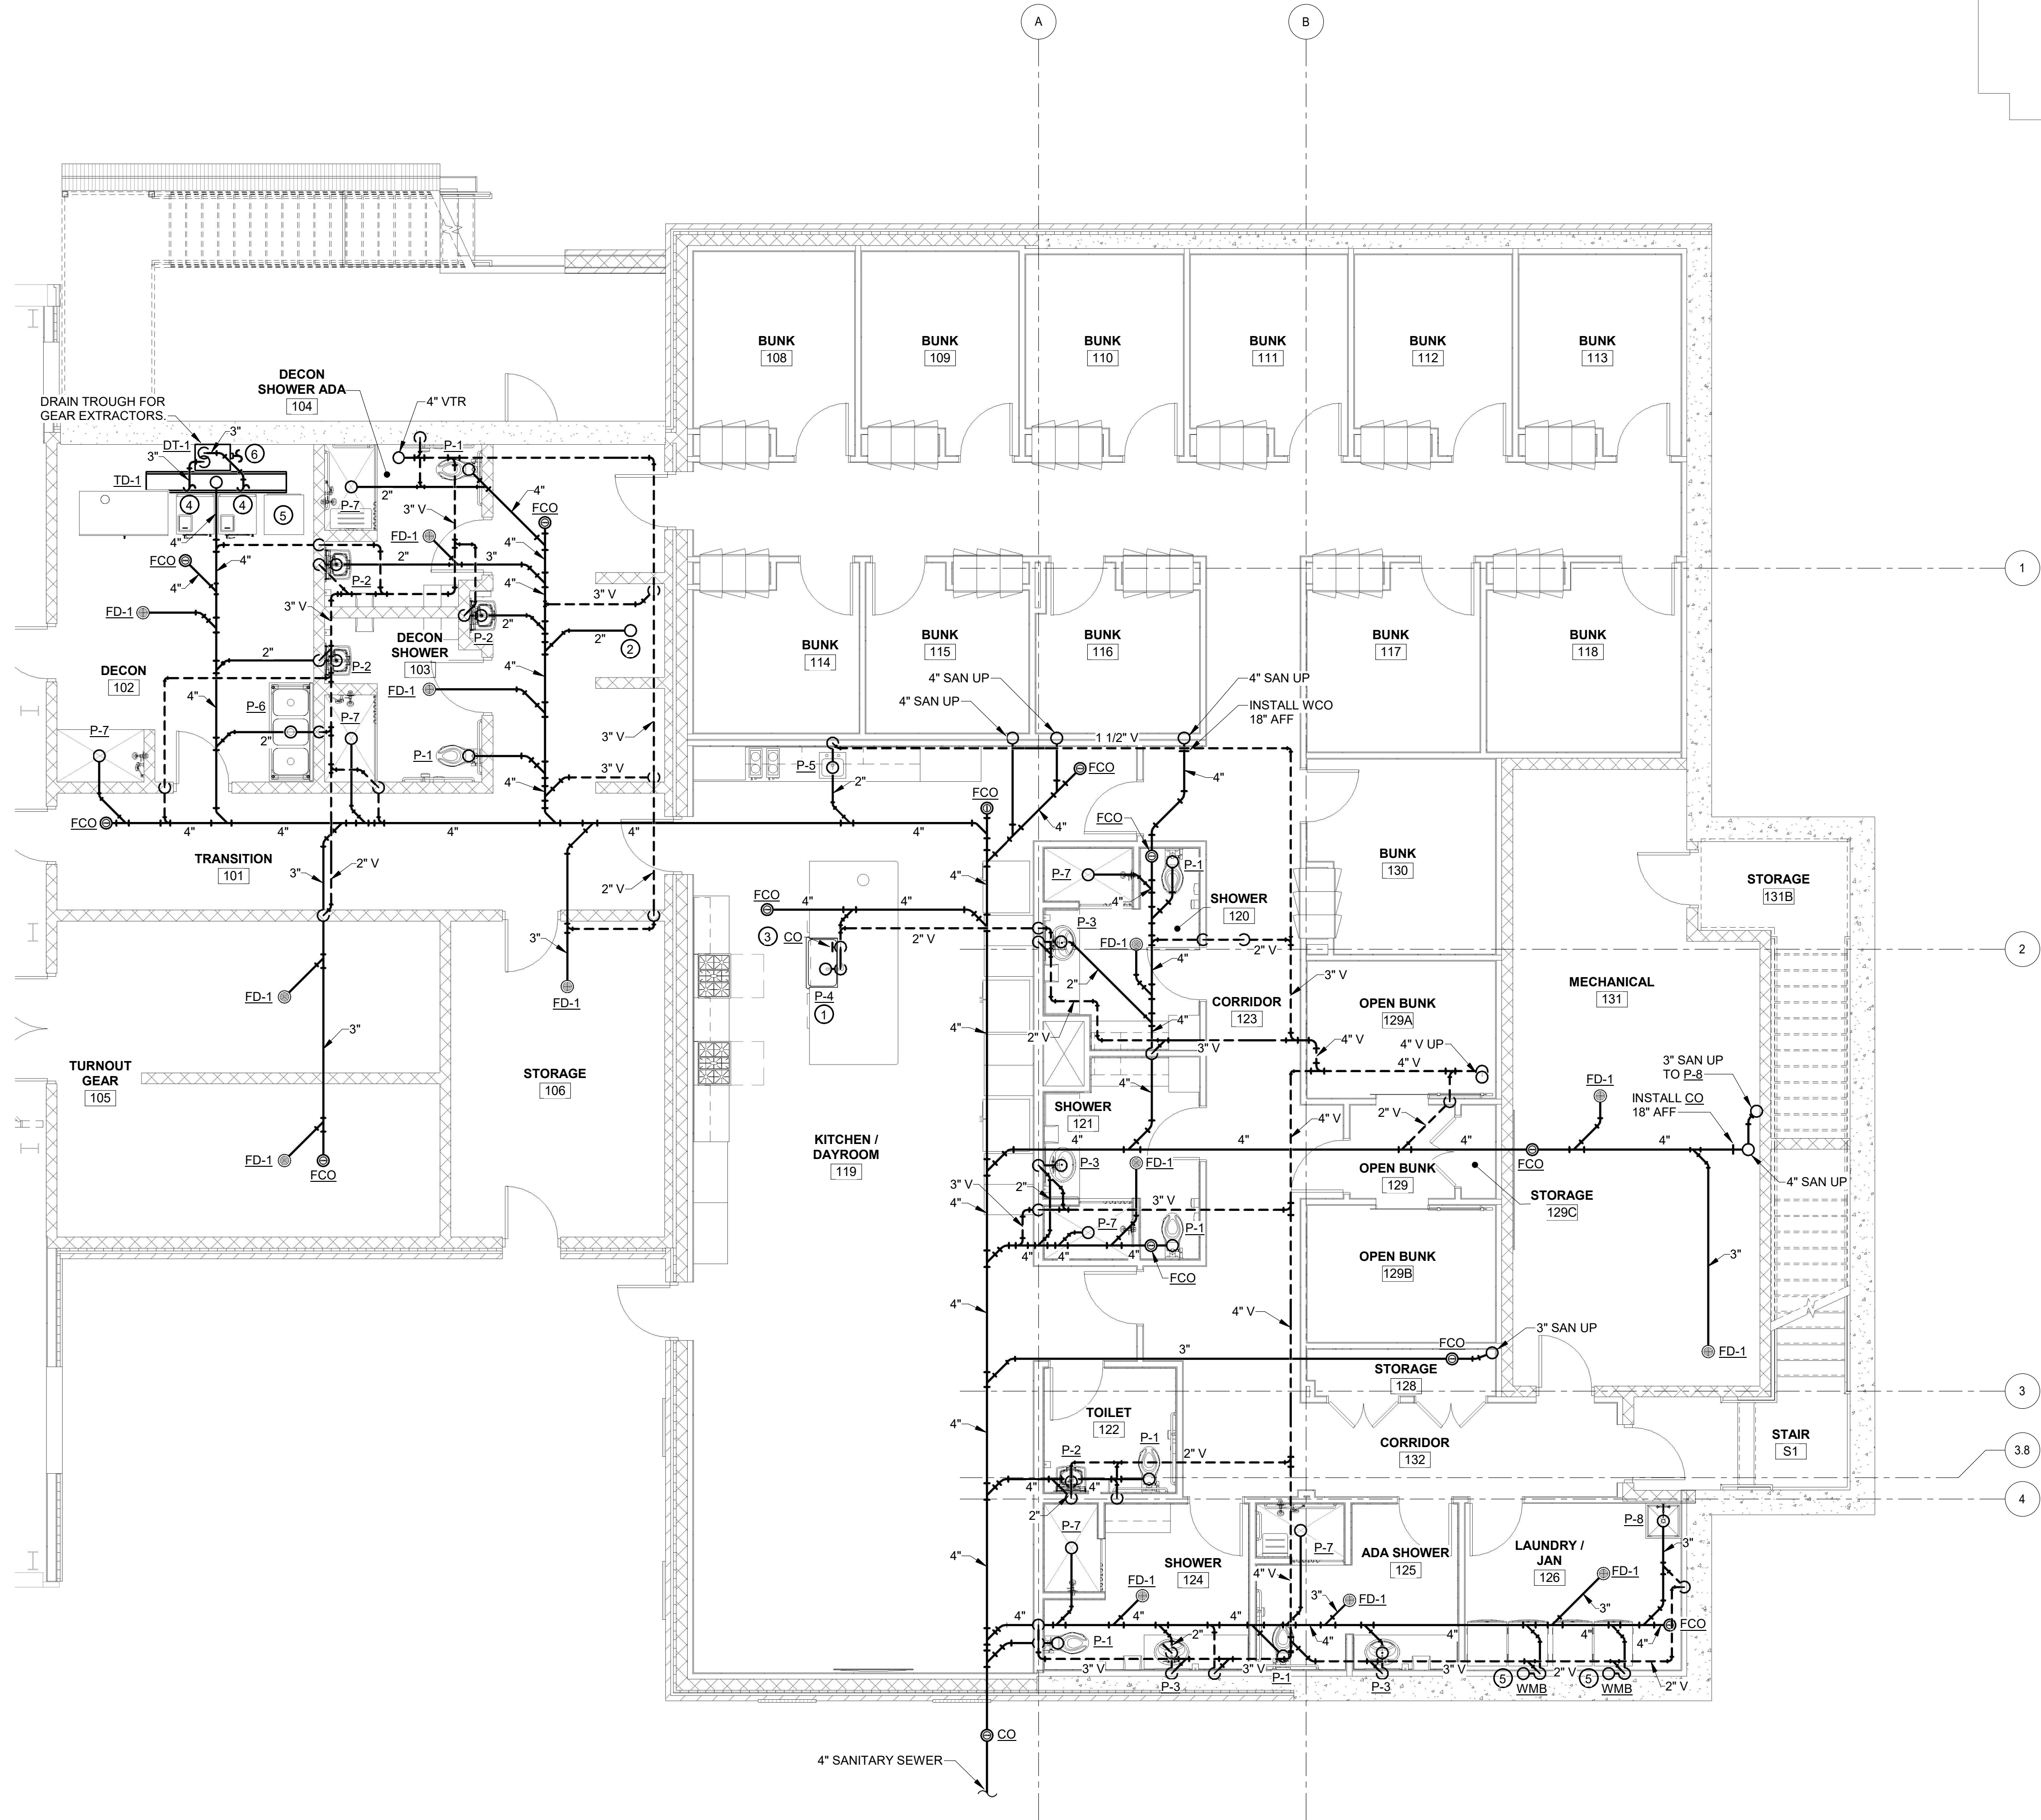 A
B
BUNK
108
BUNK
109
BUNK
110
BUNK
111
BUNK
112
BUNK
113
DECON
SHOWER ADA
104
4" VTR
DRAIN TROUGH FOR
GEAR EXTRACTORS.
DT-1
3"
6
3"
TD-1
4
4
5
4"
P-1
2"
P-7
3" V
4"
FCO
FD-1
2"
3"
4"
4"
FCO
4"
4"
P-2
FD-1
3" V
3" V
P-2
2"
2"
2
1
DECON
SHOWER
103
DECON
102
2"
P-2
4"
FD-1
4"
P-6
P-7
2"
P-7
P-1
3" V
3" V
4"
4"
BUNK
114
BUNK
115
BUNK
116
BUNK
117
BUNK
118
4" SAN UP
4" SAN UP
4" SAN UP
INSTALL WCO
18" AFF
1 1/2" V
P-5
2"
FCO
FCO
4"
4"
FCO
FCO
4"
4"
4"
4"
4"
TRANSITION
101
3"
2" V
2" V
3"
FD-1
FD-1
3"
FD-1
FCO
TURNOUT
GEAR
105
STORAGE
106
FCO
4"
4"
3
CO
2" V
P-4
1
4"
4"
4"
4"
KITCHEN /
DAYROOM
119
P-7
P-1
4"
SHOWER
120
P-3
FD-1
2" V
4"
2"
2" V
CORRIDOR
123
4"
3" V
3" V
4"
BUNK
130
STORAGE
131B
2
MECHANICAL
131
OPEN BUNK
129A
4" V
4" V UP
4" V
FD-1
3" SAN UP
TO P-8
INSTALL CO
18" AFF
SHOWER
121
4"
4"
2" V
4" V
4"
4"
FCO
4" SAN UP
OPEN BUNK
129
STORAGE
129C
P-3
FD-1
3" V
2"
3" V
4"
P-7
P-1
4"
4"
4"
FCO
OPEN BUNK
129B
3"
FD-1
4"
4" V
3" SAN UP
FCO
3"
STORAGE
128
3
4"
TOILET
122
P-1
P-2
2" V
4"
4"
2"
CORRIDOR
132
STAIR
S1
3.8
4
4"
P-7
SHOWER
124
FD-1
P-7
4" V
ADA SHOWER
125
LAUNDRY /
JAN
126
P-8
3"
FD-1
3"
3"
FD-1
4"
4"
4"
4"
4"
4"
4"
FCO
P-1
2"
3" V
3" V
P-3
P-1
P-3
3" V
5
WMB
2" V
5
WMB
2" V
CO
4" SANITARY SEWER